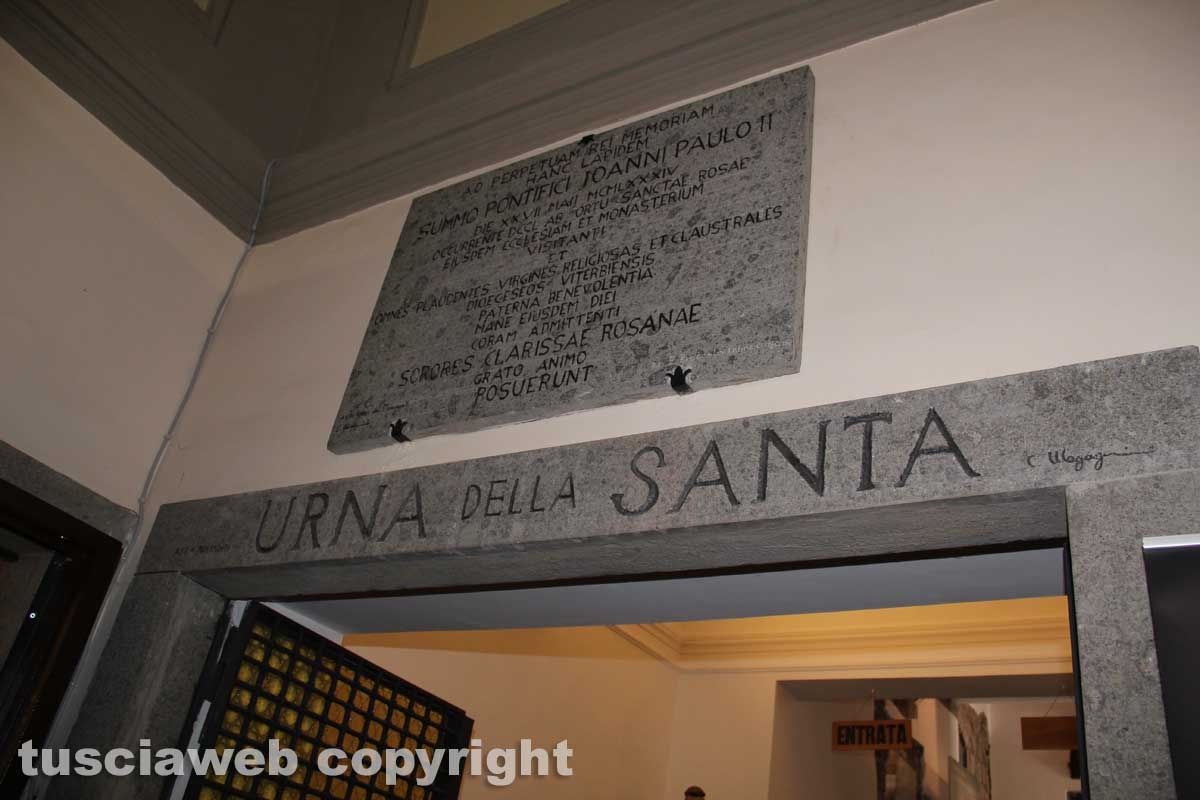 AD PERPETUAM REI MEMORIAM
HANC LAPIDEM
SUMMO PONTIFICI JOANNI PAULO II
DIE XXVII MAII MCMLXXXIV
OCCURRENTE DCCL AB ORTU SANCTAE ROSAE
EIUSDEM ECCLESIAM ET MONASTERIUM
VISITANTI
ET
OMNES PLAUDENTES VIRGINES RELIGIOSAS ET CLAUSTRALES
DIOECESEOS VITERBIENSIS
PATERNA BENEVOLENTIA
MANE EIUSDEM DIEI
CORAM ADMITTENTI
SORORES CLARISSAE ROSANAE
GRATO ANIMO
POSUERUNT
URNA DELLA SANTA
ENTRATA
tusciaweb copyright